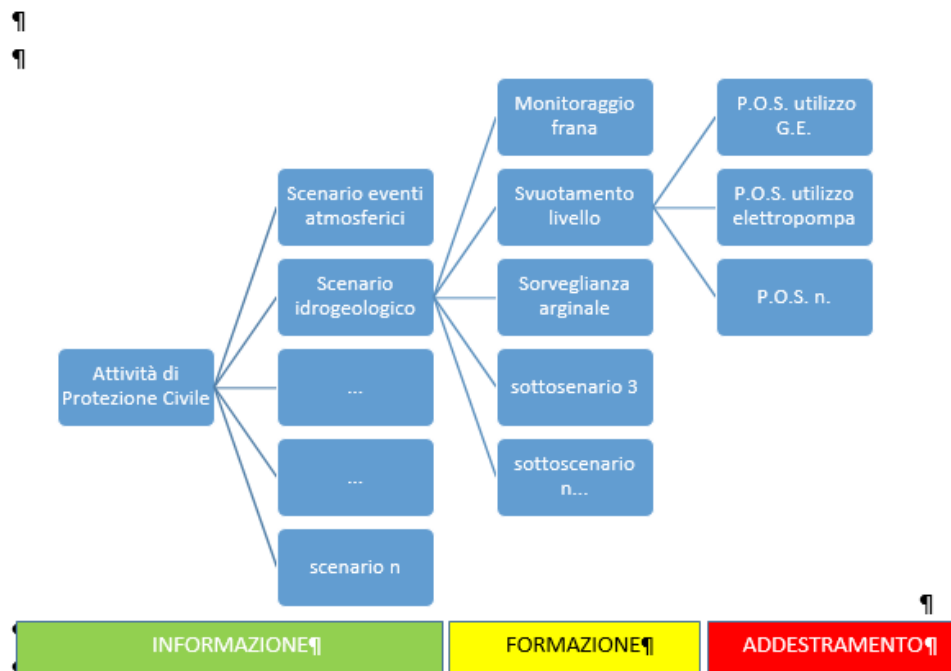 ¶
¶
Attività di
Protezione Civile
Scenario eventi
atmosferici
Scenario
idrogeologico
...
...
scenario n
Monitoraggio
frana
Svuotamento
livello
Sorveglianza
arginale
sottosenario 3
sottoscenario
n...
P.O.S. utilizzo
G.E.
P.O.S. utilizzo
elettropompa
P.O.S. n.
¶
INFORMAZIONE¶
FORMAZIONE¶
ADDESTRAMENTO¶